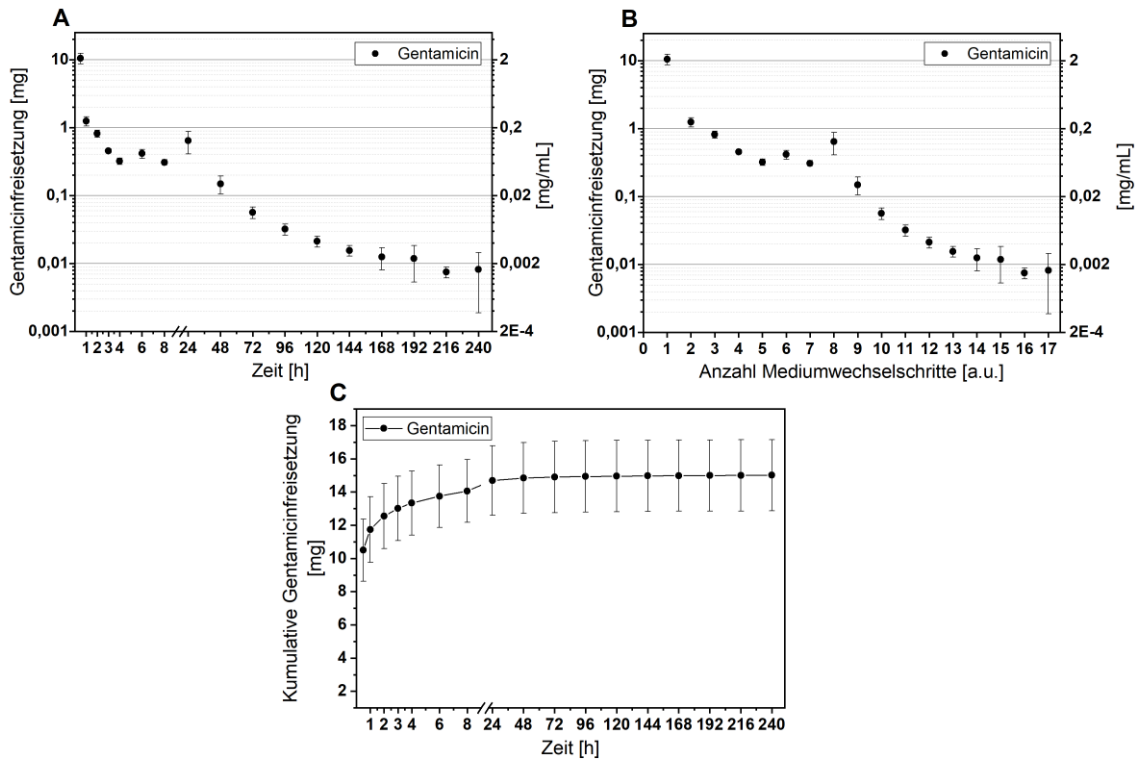 A
Gentamicinfreisetzung [mg]
10
1
0,1
0,01
0,001
Gentamicin
2
0,2
0,02
0,002
2E-4
[mg/mL]
1 2 3 4 6 8 24 48 72 96 120 144 168 192 216 240
Zeit [h]
B
Gentamicinfreisetzung [mg]
10
1
0,1
0,01
0,001
Gentamicin
2
0,2
0,02
0,002
2E-4
[mg/mL]
0 1 2 3 4 5 6 7 8 9 10 11 12 13 14 15 16 17
Anzahl Mediumwechselschritte [a.u.]
C
Kumulative Gentamicinfreisetzung
[mg]
18
16
14
12
10
8
6
4
2
Gentamicin
1 2 3 4 6 8 24 48 72 96 120 144 168 192 216 240
Zeit [h]